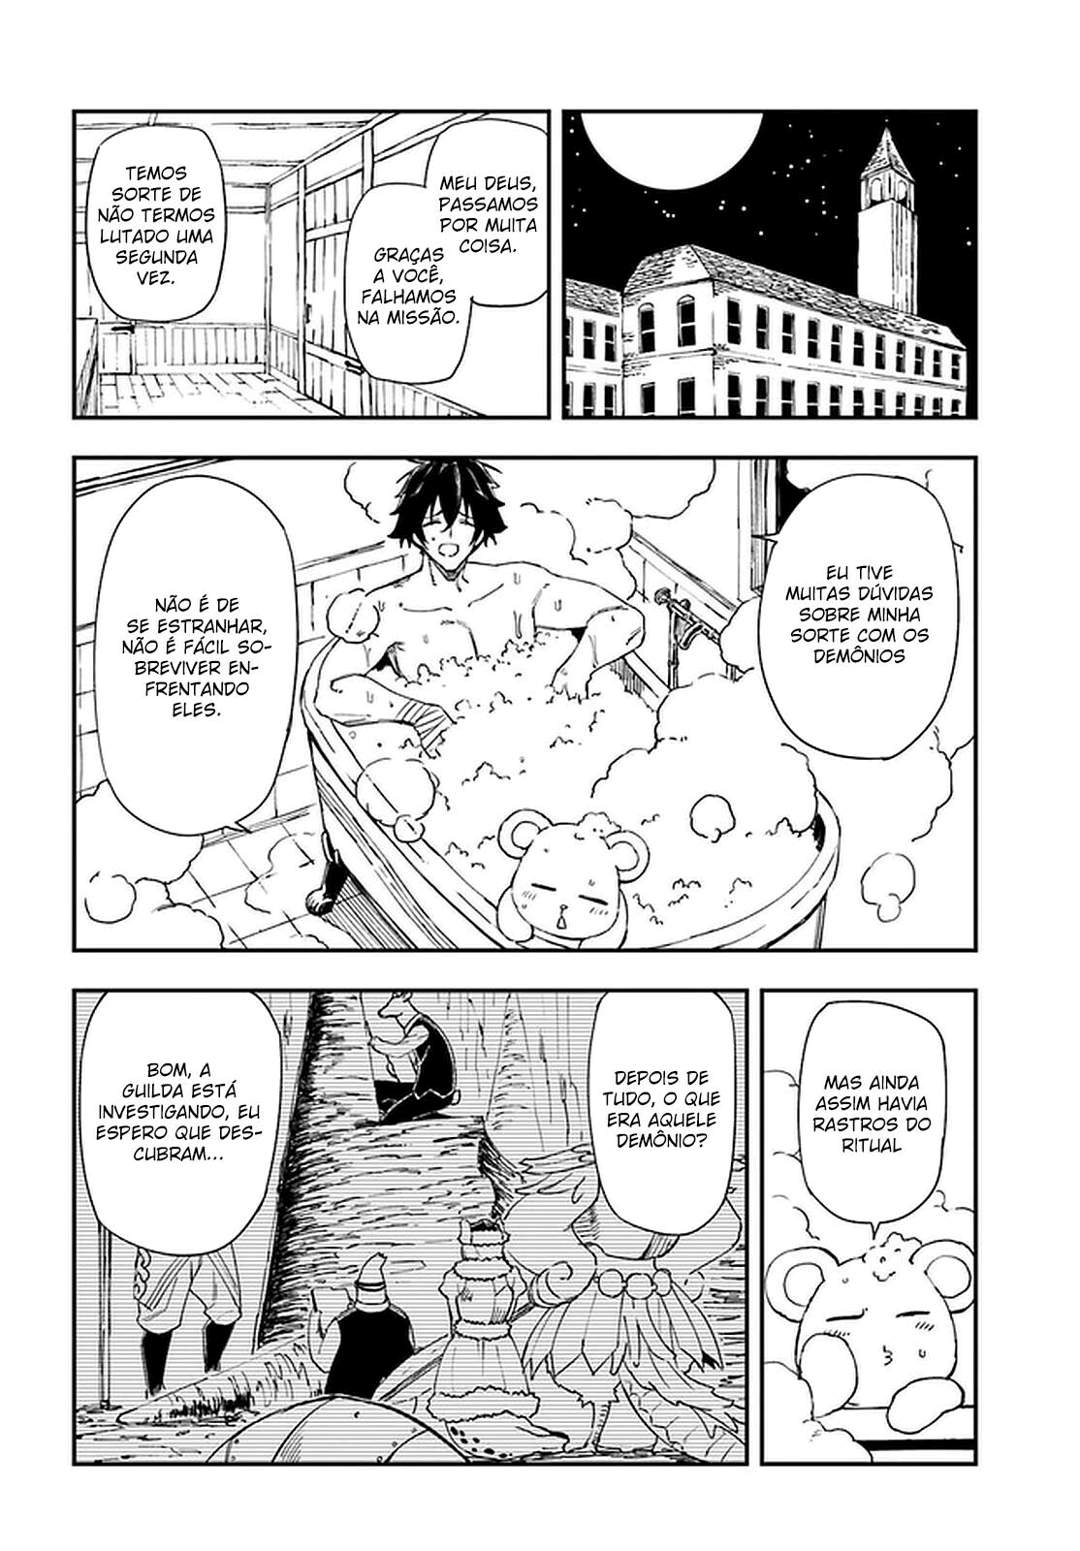 MEU DEUS,
PASSAMOS
POR MUITA
COISA.
GRAÇAS
A VOCÊ,
FALHAMOS
NA MISSÃO.
TEMOS
SORTE DE
NÃO TERMOS
LUTADO UMA
SEGUNDA
VEZ.
EU TIVE
MUITAS DÚVIDAS
SOBRE MINHA
SORTE COM OS
DEMÔNIOS
NÃO É DE
SE ESTRANHAR,
NÃO É FÁCIL SO-
BREVIVER EN-
FRENTANDO
ELES.
MAS AINDA
ASSIM HAVIA
RASTROS DO
RITUAL
DEPOIS DE
TUDO, O QUE
ERA AQUELE
DEMÔNIO?
BOM, A
GUILDA ESTÁ
INVESTIGANDO, EU
ESPERO QUE DES-
CUBRAM...